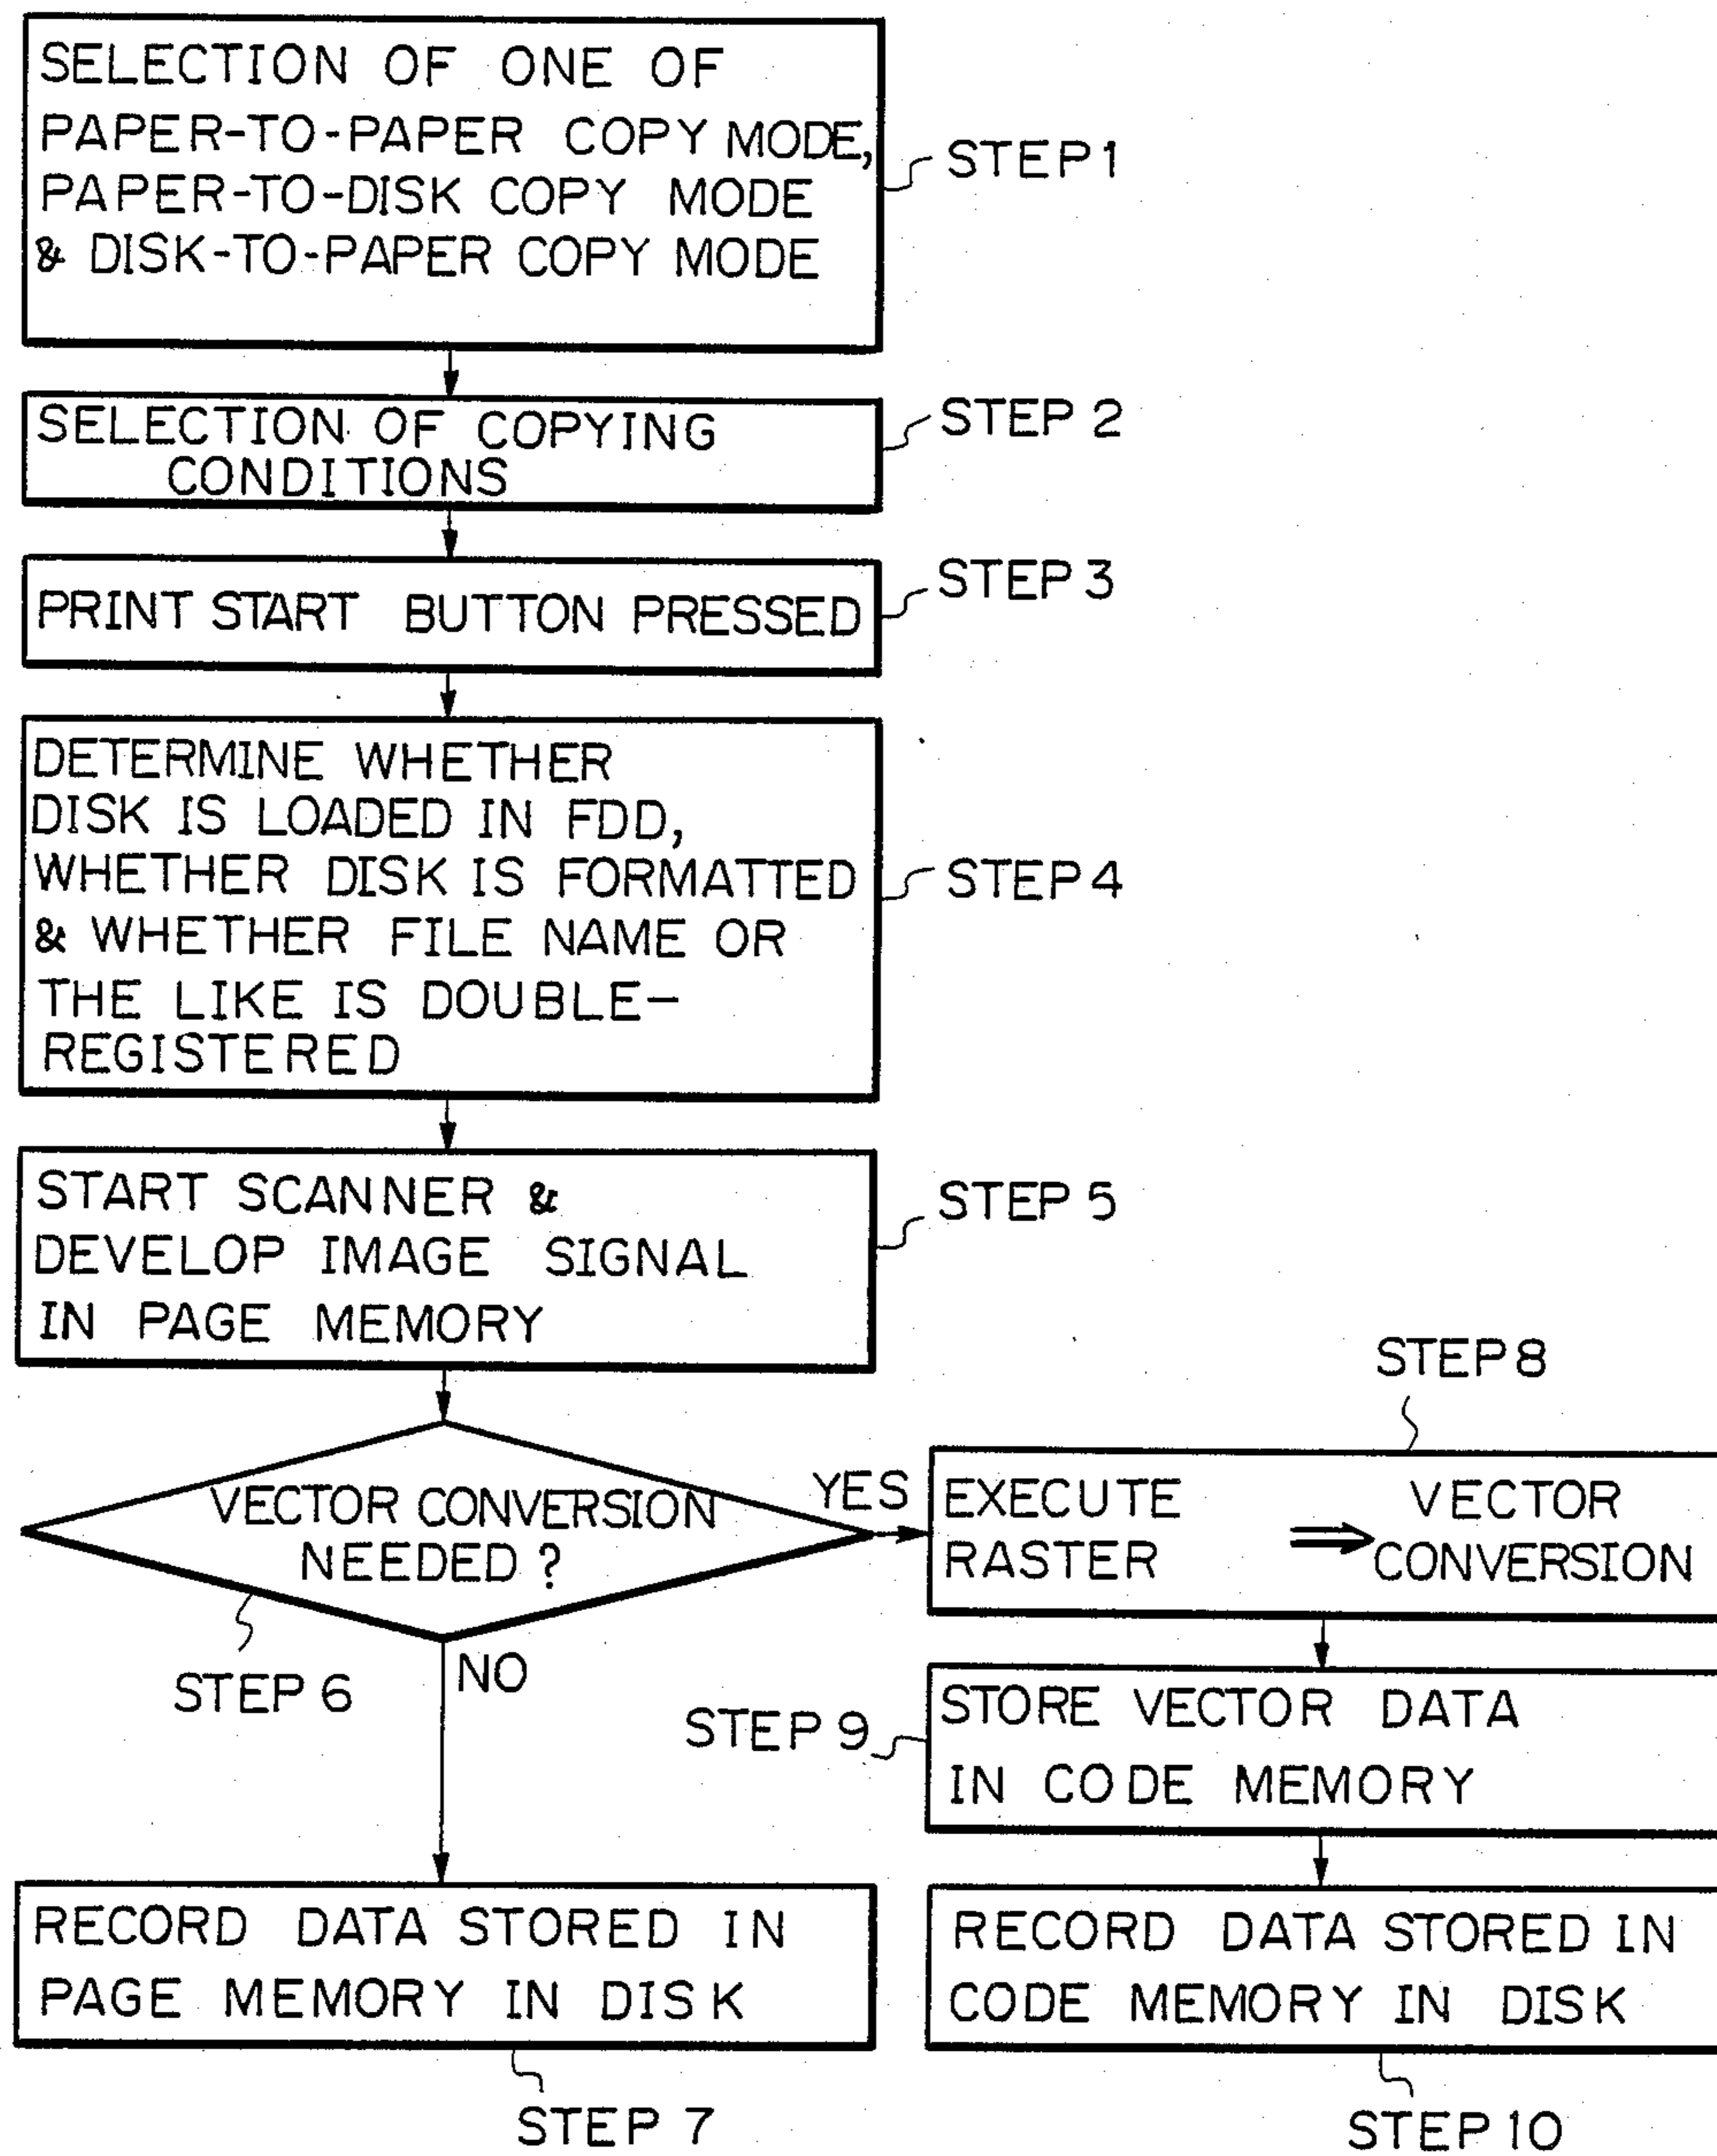 SELECTION OF ONE OF
PAPER-TO-PAPER COPY MODE,
PAPER-TO-DISK COPY MODE
& DISK-TO-PAPER COPY MODE
STEP 1
SELECTION OF COPYING
CONDITIONS
STEP 2
PRINT START BUTTON PRESSED
STEP 3
DETERMINE WHETHER
DISK IS LOADED IN FDD,
WHETHER DISK IS FORMATTED
& WHETHER FILE NAME OR
THE LIKE IS DOUBLE-
REGISTERED
STEP 4
START SCANNER &
DEVELOP IMAGE SIGNAL
IN PAGE MEMORY
STEP 5
VECTOR CONVERSION
NEEDED?
STEP 6
YES
NO
STEP 8
EXECUTE VECTOR
RASTER ⇒ CONVERSION
STEP 9
STORE VECTOR DATA
IN CODE MEMORY
RECORD DATA STORED IN
PAGE MEMORY IN DISK
STEP 7
RECORD DATA STORED IN
CODE MEMORY IN DISK
STEP 10